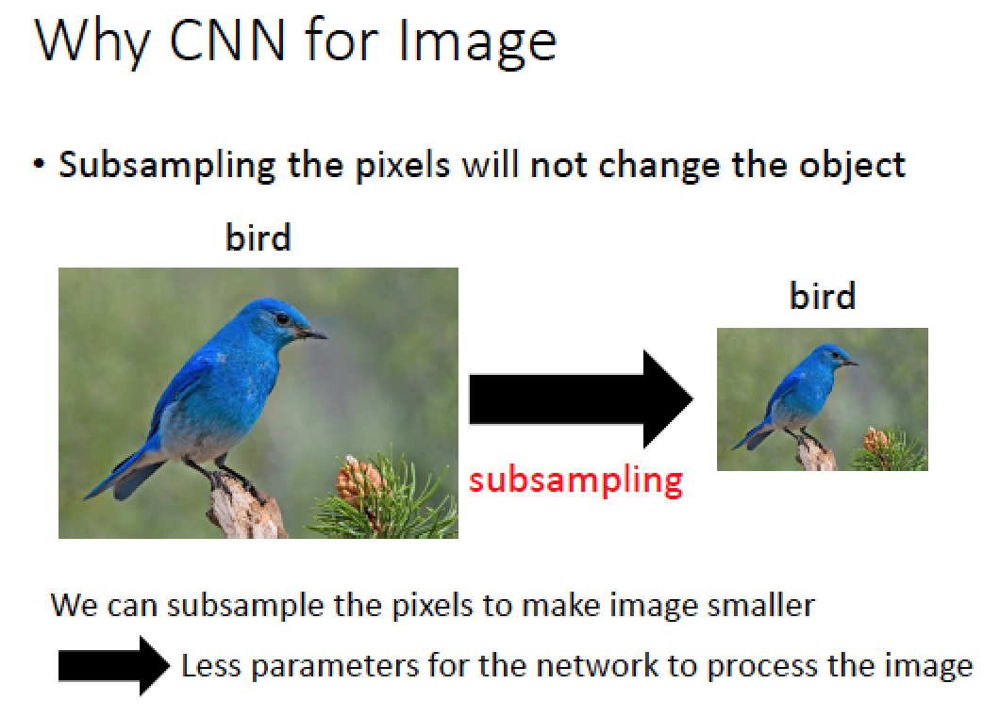 Why CNN for Image
• Subsampling the pixels will not change the object
bird
bird
subsampling
We can subsample the pixels to make image smaller
Less parameters for the network to process the image